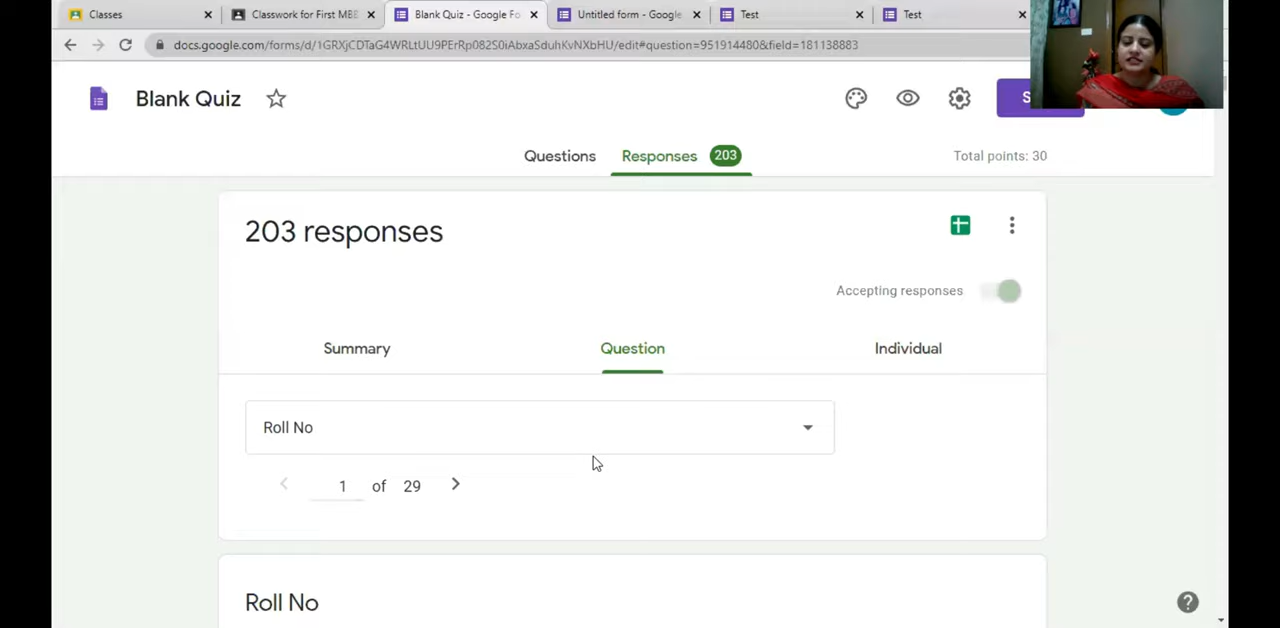 Classes
Classwork for First MBE
Blank Quiz - Google Fo
Untitled form - Google
Test
Test
docs.google.com/forms/d/1GRXjCDTaG4WRLtUU9PErRp082S0iAbxaSduhKvNXbHU/edit#question=951914480&field=181138883
Blank Quiz
S
Questions
Responses 203
Total points: 30
203 responses
Accepting responses
Summary
Question
Individual
Roll No
1 of 29
Roll No
?